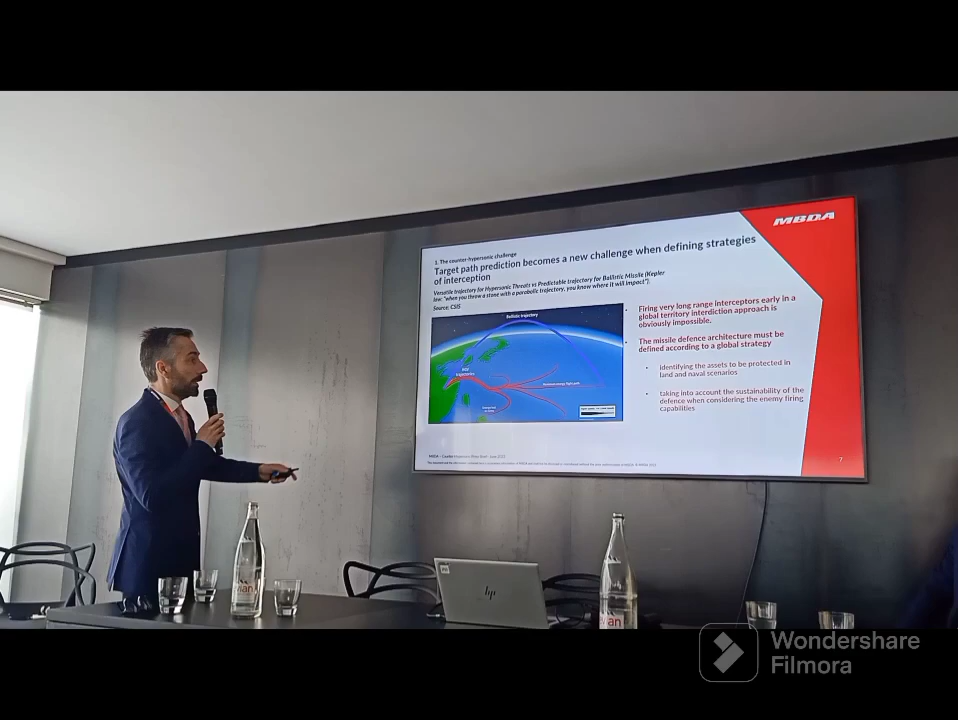 MBDA
1. The counter-hypersonic challenge
Target path prediction becomes a new challenge when defining strategies
of interception
Versatile trajectory for Hypersonic Threats vs Predictable trajectory for Ballistic Missile (Kepler
law: "when you throw a stone with a parabolic trajectory, you know where it will impact").
Source: CSIS
Ballistic trajectory
HGV
trajectories
Firing very long range interceptors early in a
global territory interdiction approach is
obviously impossible.
The missile defence architecture must be
defined according to a global strategy
identifying the assets to be protected in
land and naval scenarios
taking into account the sustainability of the
defence when considering the enemy firing
capabilities
7
hp
Wondershare
Filmora